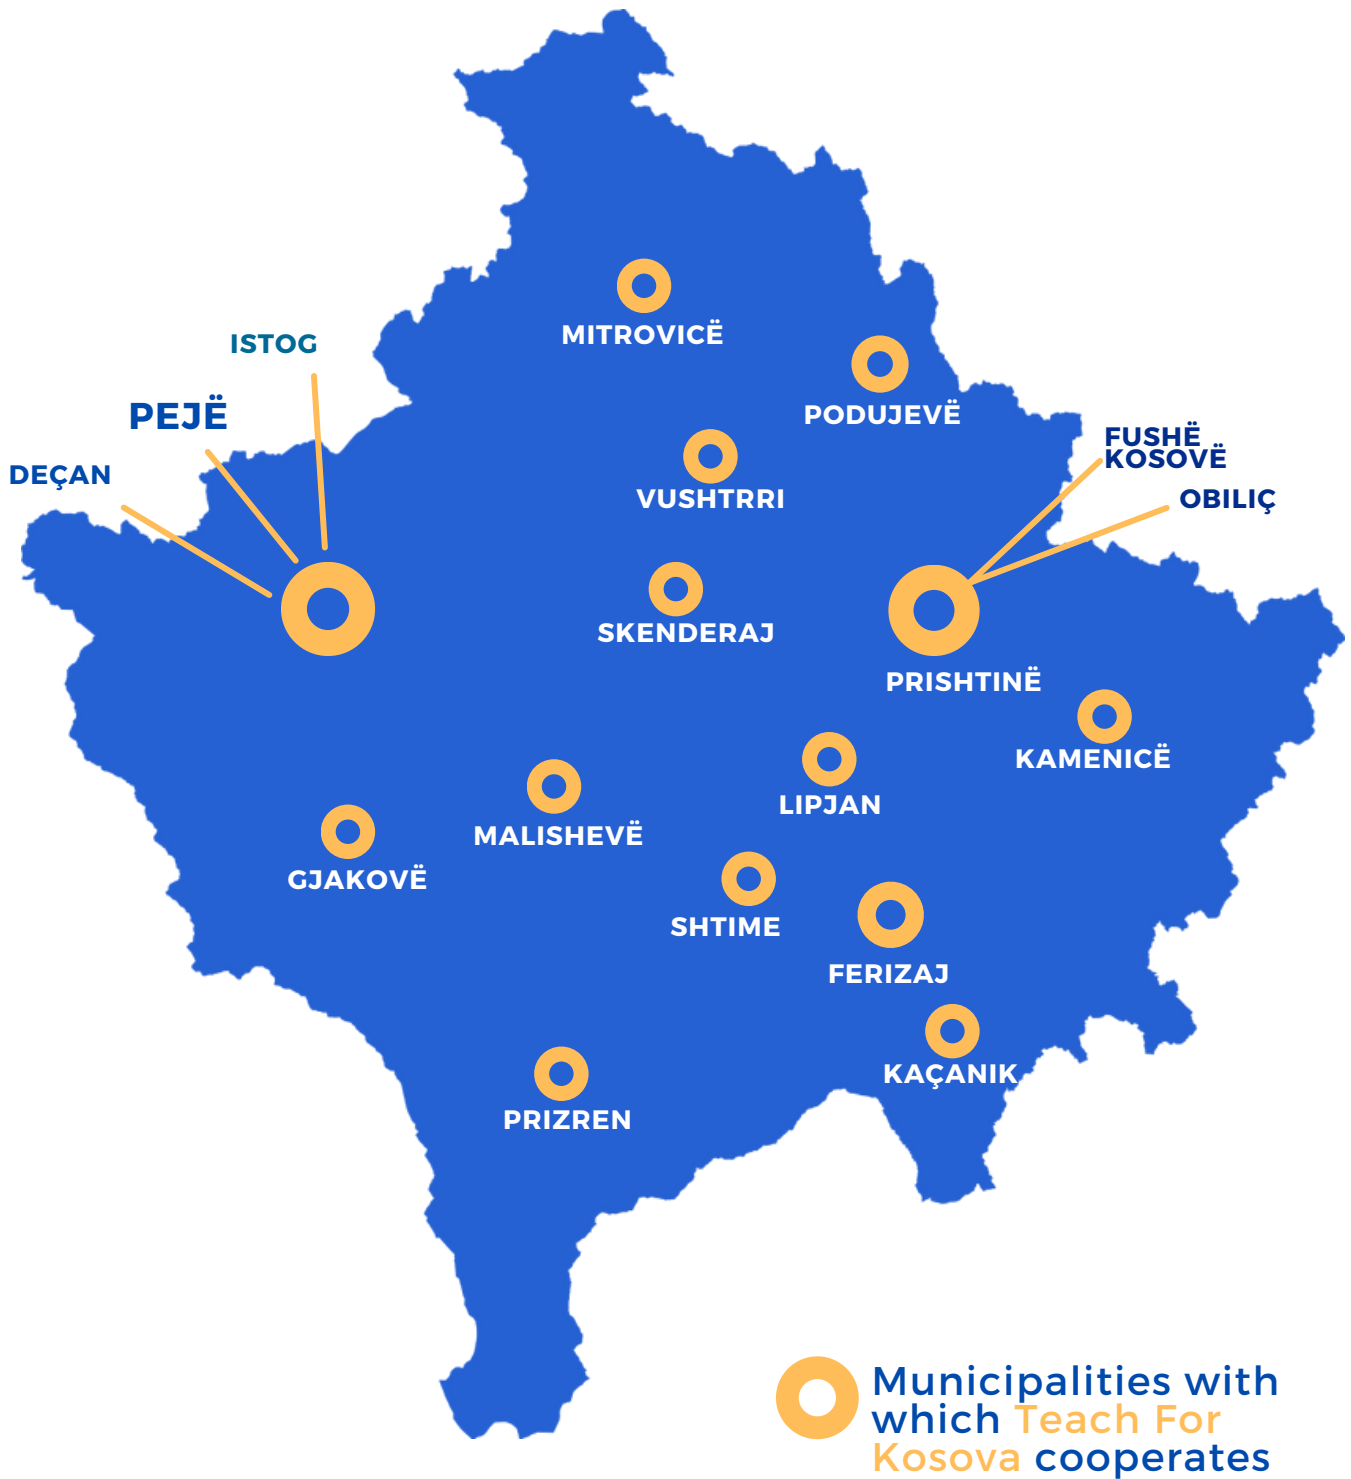 MITROVICË
ISTOG
PEJË
PODUJEVË
FUSHË
KOSOVË
DEÇAN
VUSHTRRI
OBILIÇ
SKENDERAJ
PRISHTINË
KAMENICË
LIPJAN
MALISHEVË
GJAKOVË
SHTIME
FERIZAJ
KAÇANIK
PRIZREN
Municipalities with
which Teach For
Kosova cooperates